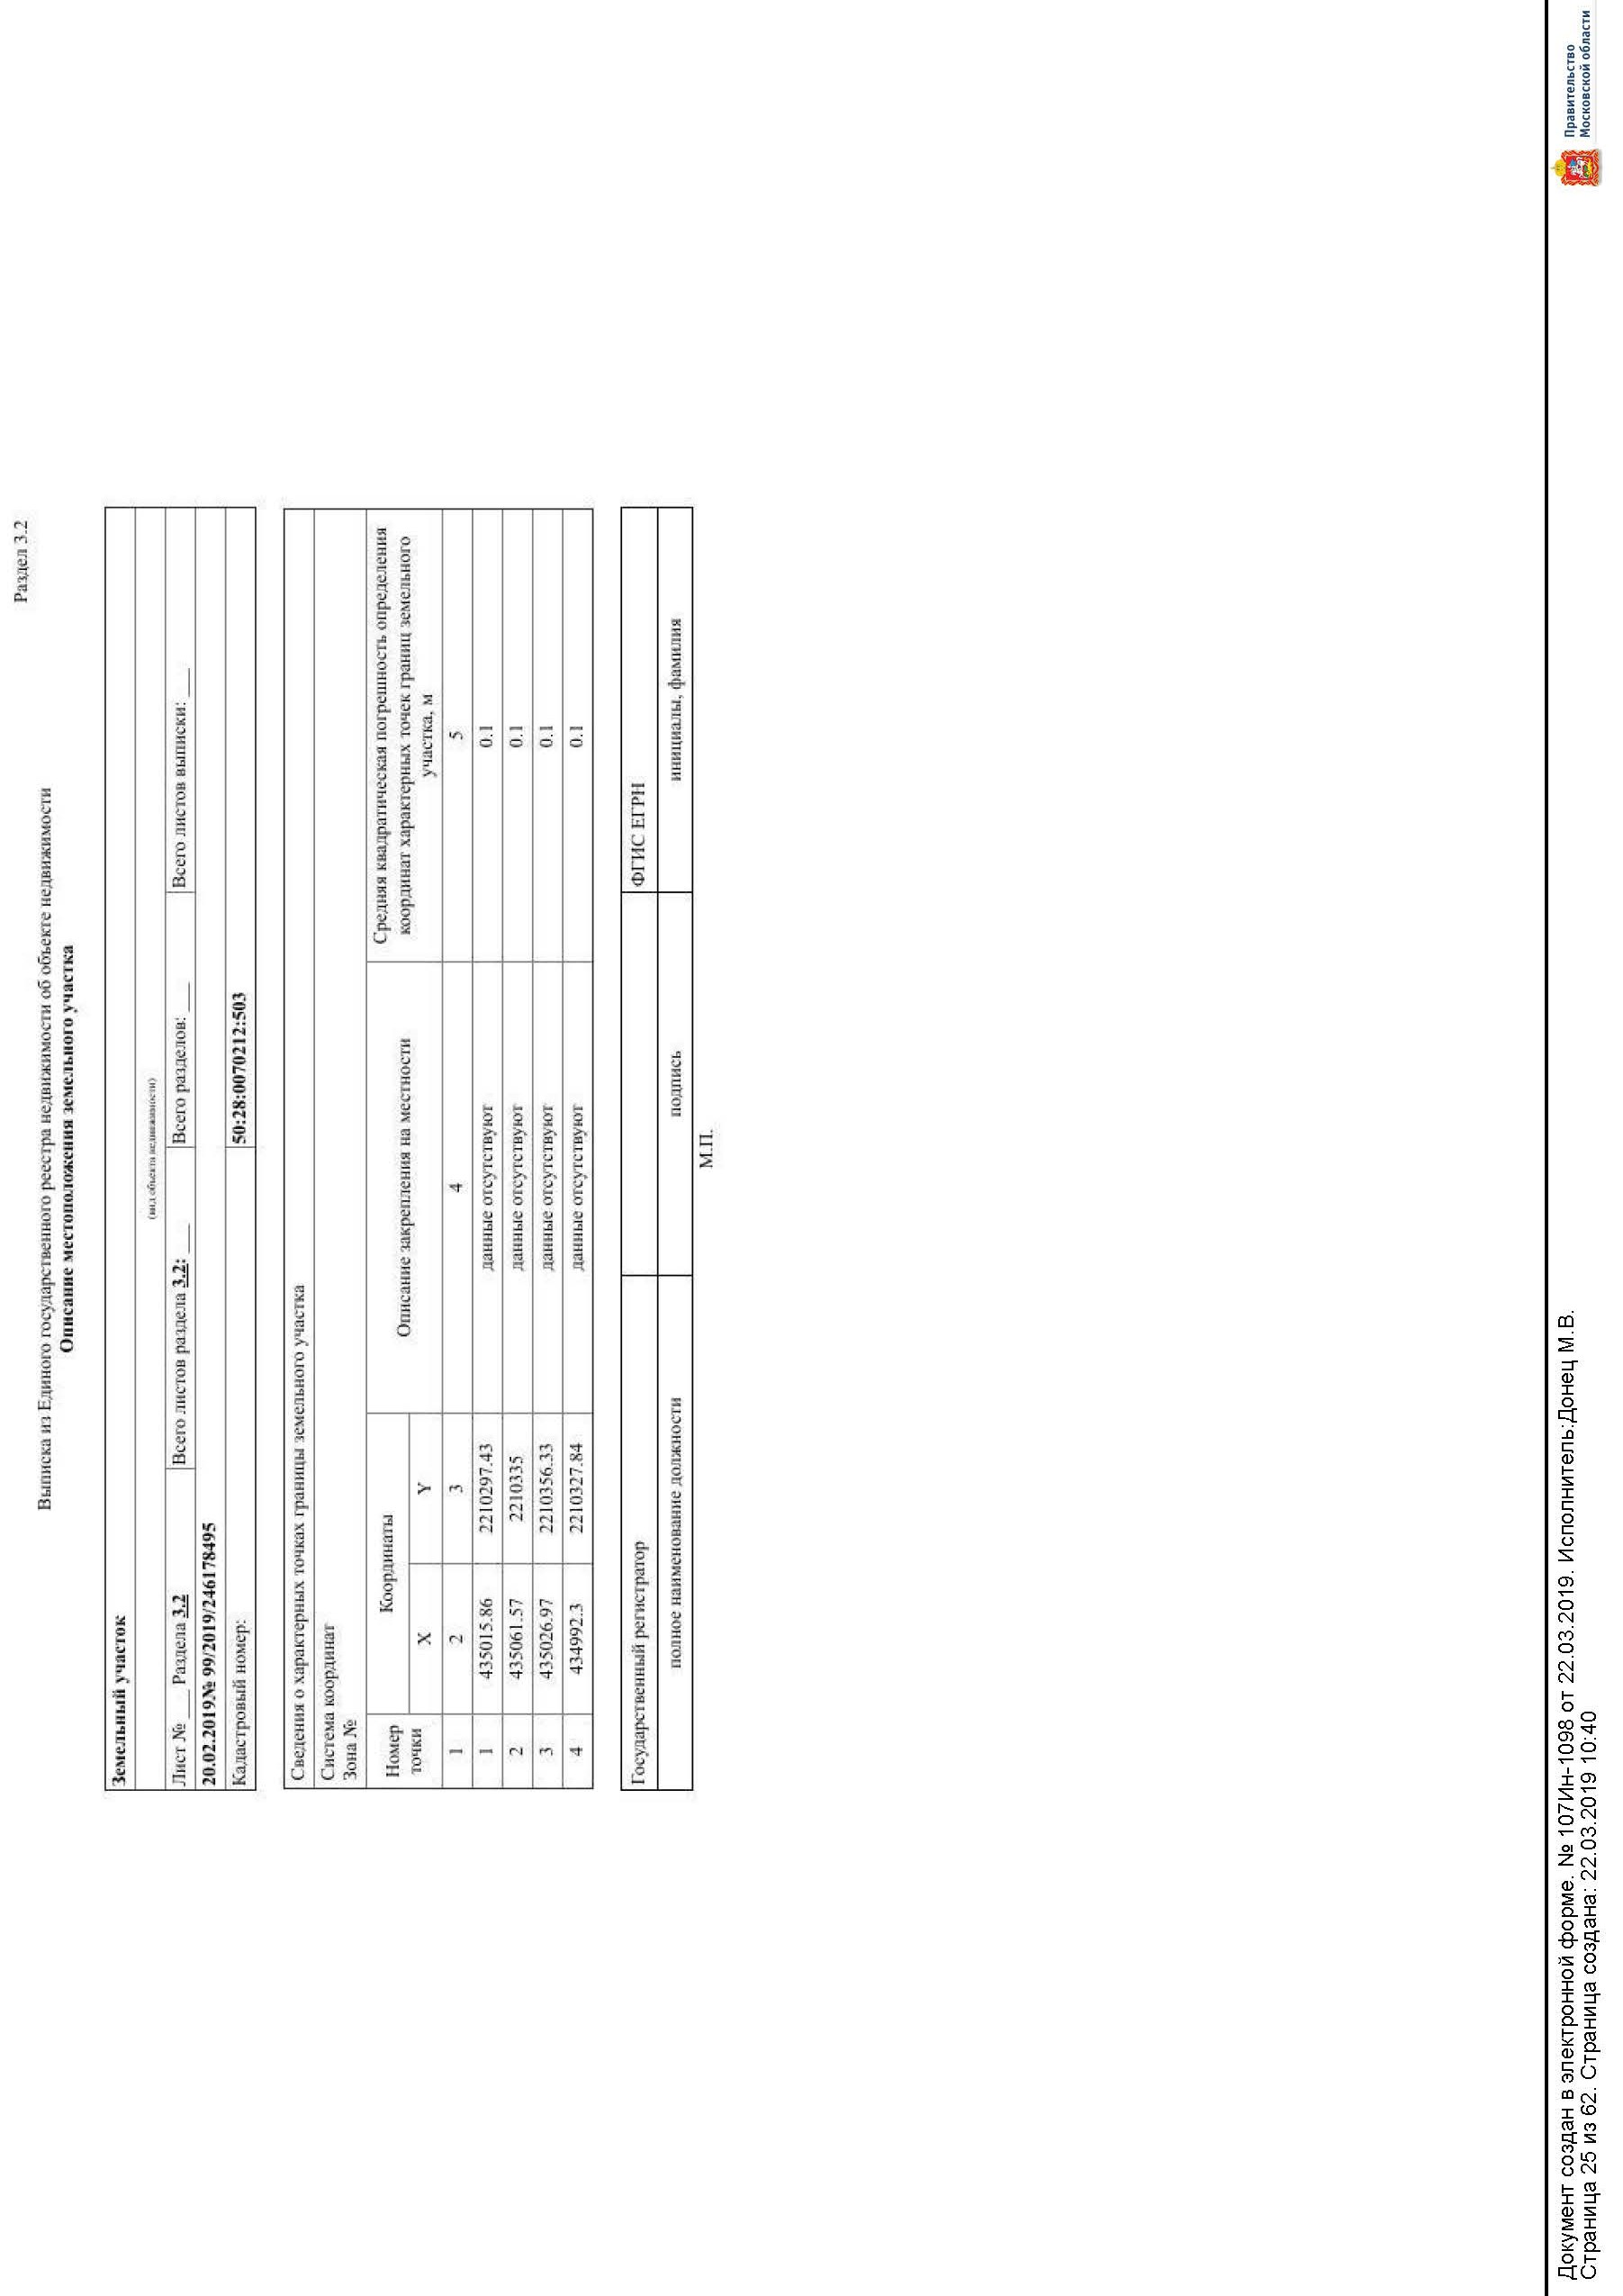 Раздел 3.2
Выписка из Единого государственного реестра недвижимости об объекте недвижимости
Описание местоположения земельного участка
Земельный участок
(вид объекта недвижимости)
Лист № ___ Раздела 3.2 Всего листов раздела 3.2: ___ Всего разделов: ___ Всего листов выписки: ___
20.02.2019№ 99/2019/246178495
Кадастровый номер: 50:28:0070212:503
Сведения о характерных точках границы земельного участка
Система координат
Зона №
Номер точки Координаты Описание закрепления на местности Средняя квадратическая погрешность определения координат характерных точек границ земельного участка, м
X Y
1 2 3 4 5
1 435015.86 2210297.43 данные отсутствуют 0.1
2 435061.57 2210335 данные отсутствуют 0.1
3 435026.97 2210356.33 данные отсутствуют 0.1
4 434992.3 2210327.84 данные отсутствуют 0.1
Государственный регистратор ФГИС ЕГРН
полное наименование должности подпись инициалы, фамилия
М.П.
Документ создан в электронной форме. № 107Ин-1098 от 22.03.2019. Исполнитель:Донец М.В.
Страница 25 из 62. Страница создана: 22.03.2019 10:40
Правительство
Московской области